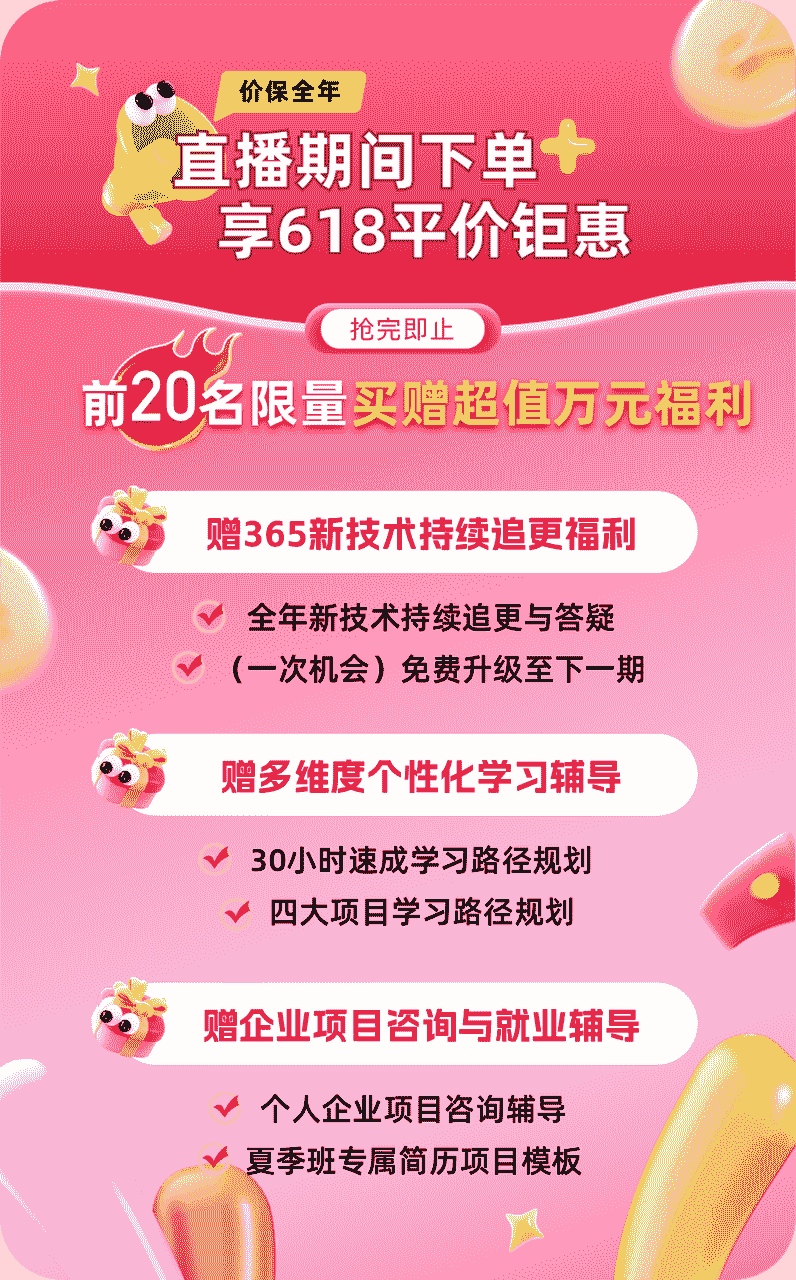 价保全年
直播期间下单
享618平价钜惠
抢完即止
前20名限量买赠超值万元福利
赠365新技术持续追更福利
全年新技术持续追更与答疑
（一次机会）免费升级至下一期
赠多维度个性化学习辅导
30小时速成学习路径规划
四大项目学习路径规划
赠企业项目咨询与就业辅导
个人企业项目咨询辅导
夏季班专属简历项目模板